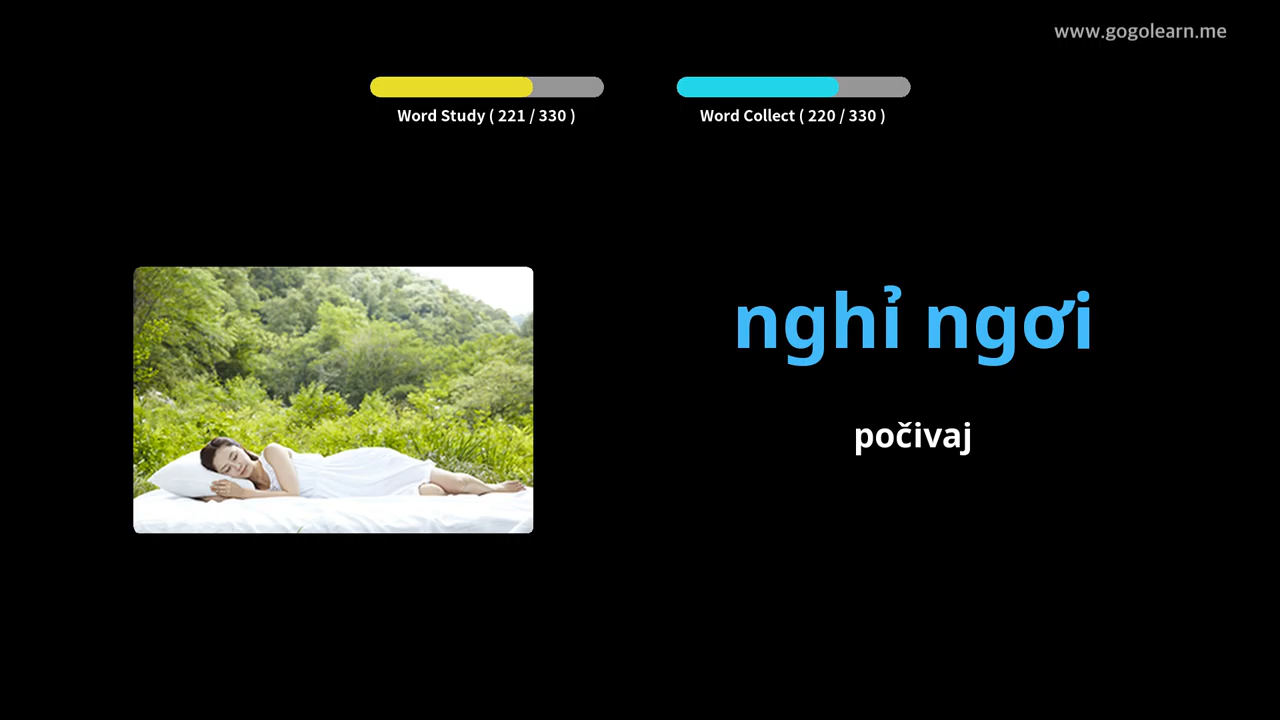 www.gogolearn.me
Word Study ( 221 / 330 )
Word Collect ( 220 / 330 )
nghỉ ngơi
počivaj